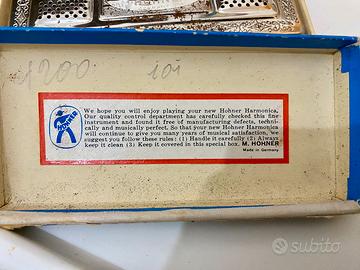 1200 101
We hope you will enjoy playing your new Hohner Harmonica.
Our quality control department has carefully checked this fine
instrument and found it free of manufacturing defects, techni-
cally and musically perfect. So that your new Hohner Harmonica
will continue to give you many years of musical satisfaction, We
suggest you follow these rules: (1) Handle it carefully (2) Always
keep it clean (3) Keep it covered in this special box. M. HOHNER
Made in Germany
HOHNER
subito